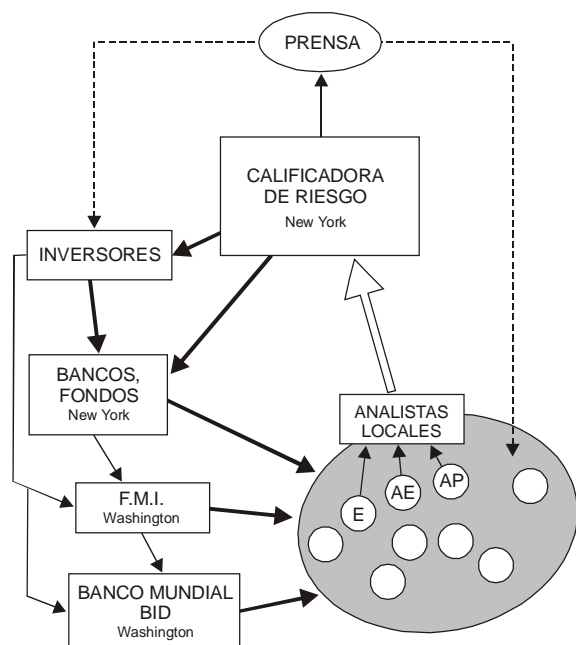 PRENSA
CALIFICADORA
DE RIESGO
New York
INVERSORES
BANCOS,
FONDOS
New York
ANALISTAS
LOCALES
E
AE
AP
F.M.I.
Washington
BANCO MUNDIAL
BID
Washington